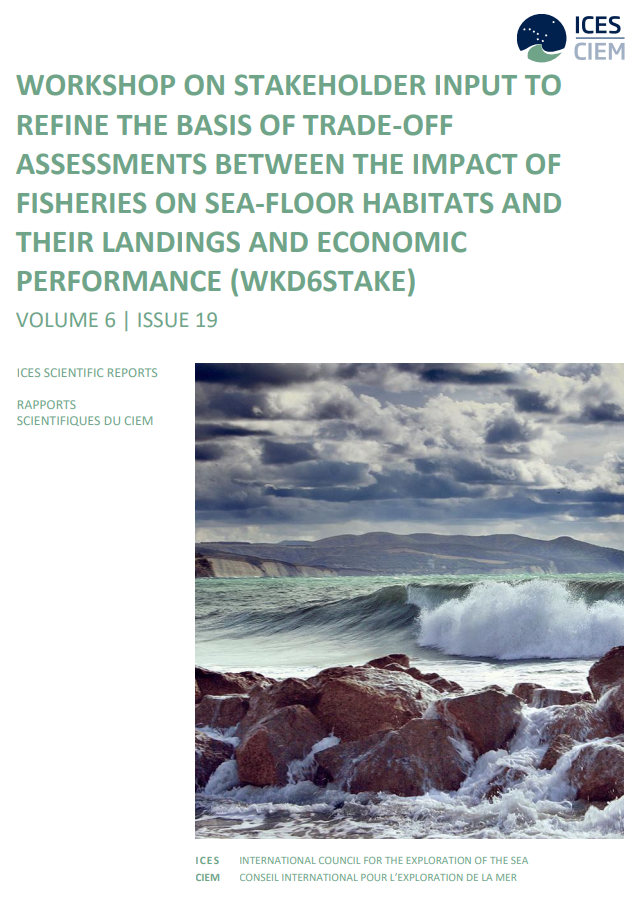 ICES
CIEM
WORKSHOP ON STAKEHOLDER INPUT TO
REFINE THE BASIS OF TRADE-OFF
ASSESSMENTS BETWEEN THE IMPACT OF
FISHERIES ON SEA-FLOOR HABITATS AND
THEIR LANDINGS AND ECONOMIC
PERFORMANCE (WKD6STAKE)
VOLUME 6 | ISSUE 19
ICES SCIENTIFIC REPORTS
RAPPORTS
SCIENTIFIQUES DU CIEM
ICES INTERNATIONAL COUNCIL FOR THE EXPLORATION OF THE SEA
CIEM CONSEIL INTERNATIONAL POUR L'EXPLORATION DE LA MER